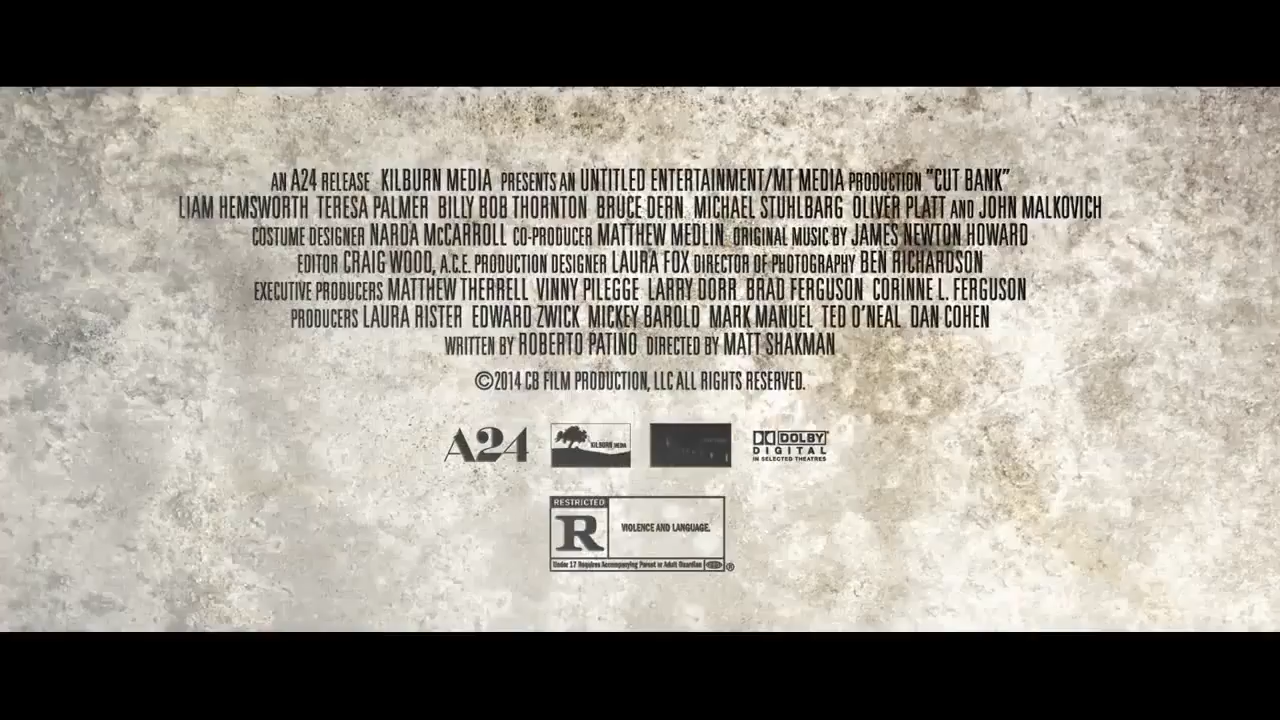 AN A24 RELEASE KILBURN MEDIA PRESENTS AN UNTITLED ENTERTAINMENT/MT MEDIA PRODUCTION "CUT BANK"
LIAM HEMSWORTH TERESA PALMER BILLY BOB THORNTON BRUCE DERN MICHAEL STUHLBARG OLIVER PLATT AND JOHN MALKOVICH
COSTUME DESIGNER NARDA McCARROLL CO-PRODUCER MATTHEW MEDLIN ORIGINAL MUSIC BY JAMES NEWTON HOWARD
EDITOR CRAIG WOOD, A.C.E. PRODUCTION DESIGNER LAURA FOX DIRECTOR OF PHOTOGRAPHY BEN RICHARDSON
EXECUTIVE PRODUCERS MATTHEW THERRELL VINNY PILEGGE LARRY DORR BRAD FERGUSON CORINNE L. FERGUSON
PRODUCERS LAURA RISTER EDWARD ZWICK MICKEY BAROLD MARK MANUEL TED O'NEAL DAN COHEN
WRITTEN BY ROBERTO PATINO DIRECTED BY MATT SHAKMAN
©2014 CB FILM PRODUCTION, LLC ALL RIGHTS RESERVED.
A24 KILBURN MEDIA DOLBY
DIGITAL
IN SELECTED THEATRES
RESTRICTED
R VIOLENCE AND LANGUAGE.
Under 17 Requires Accompanying Parent or Adult Guardian ®